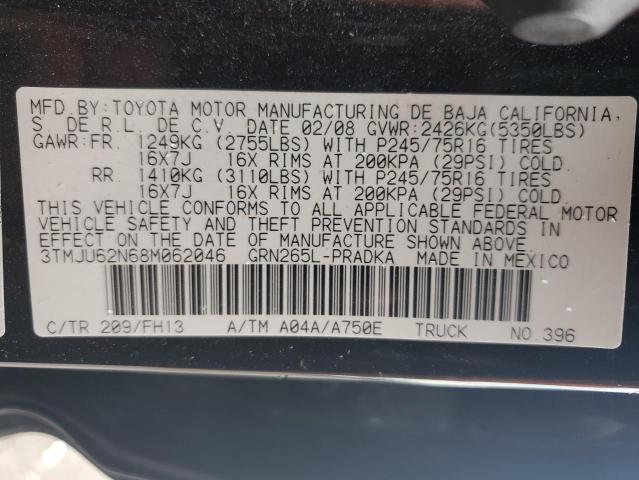 MFD.BY:TOYOTA MOTOR MANUFACTURING DE BAJA CALIFORNIA,
S. DE R.L. DE C.V. DATE 02/08 GVWR:2426KG(5350LBS)
GAWR:FR. 1249KG (2755LBS) WITH P245/75R16 TIRES
16X7J 16X RIMS AT 200KPA (29PSI) COLD
RR. 1410KG (3110LBS) WITH P245/75R16 TIRES
16X7J 16X RIMS AT 200KPA (29PSI) COLD
THIS VEHICLE CONFORMS TO ALL APPLICABLE FEDERAL MOTOR
VEHICLE SAFETY AND THEFT PREVENTION STANDARDS IN
EFFECT ON THE DATE OF MANUFACTURE SHOWN ABOVE.
3TMJU62N68M062046 GRN265L-PRADKA MADE IN MEXICO
C/TR 209/FH13 A/TM A04A/A750E TRUCK NO.396